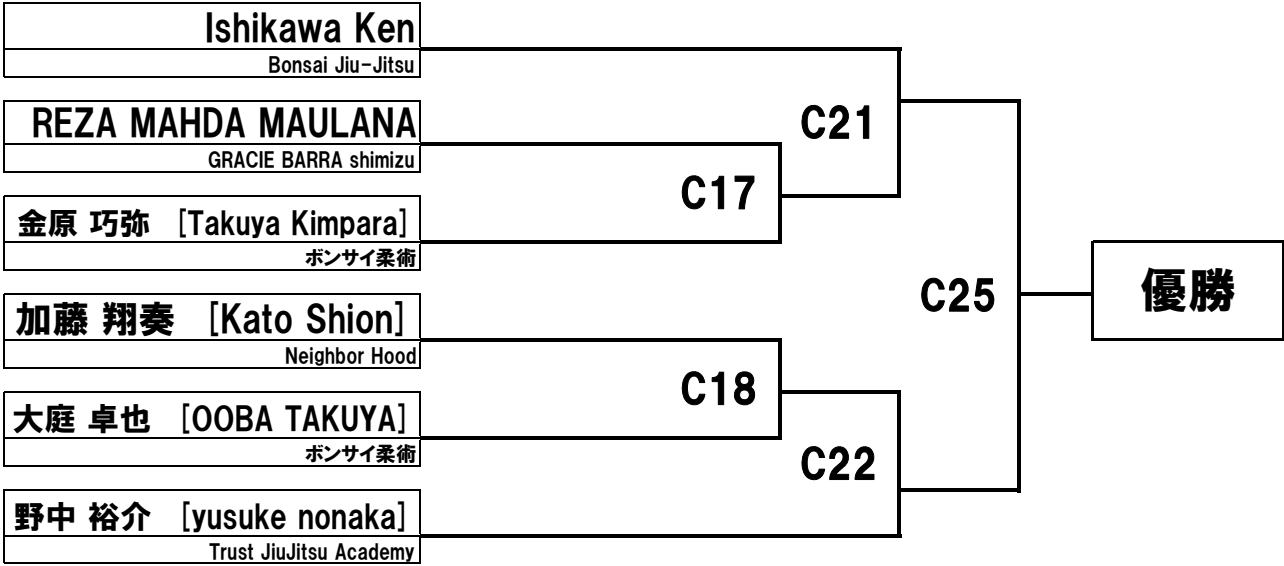 Ishikawa Ken
Bonsai Jiu-Jitsu
REZA MAHDA MAULANA
GRACIE BARRA shimizu
金原 巧弥 [Takuya Kimpara]
ボンサイ柔術
加藤 翔奏 [Kato Shion]
Neighbor Hood
大庭 卓也 [OOBA TAKUYA]
ボンサイ柔術
野中 裕介 [yusuke nonaka]
Trust JiuJitsu Academy
C17
C18
C21
C22
C25
優勝